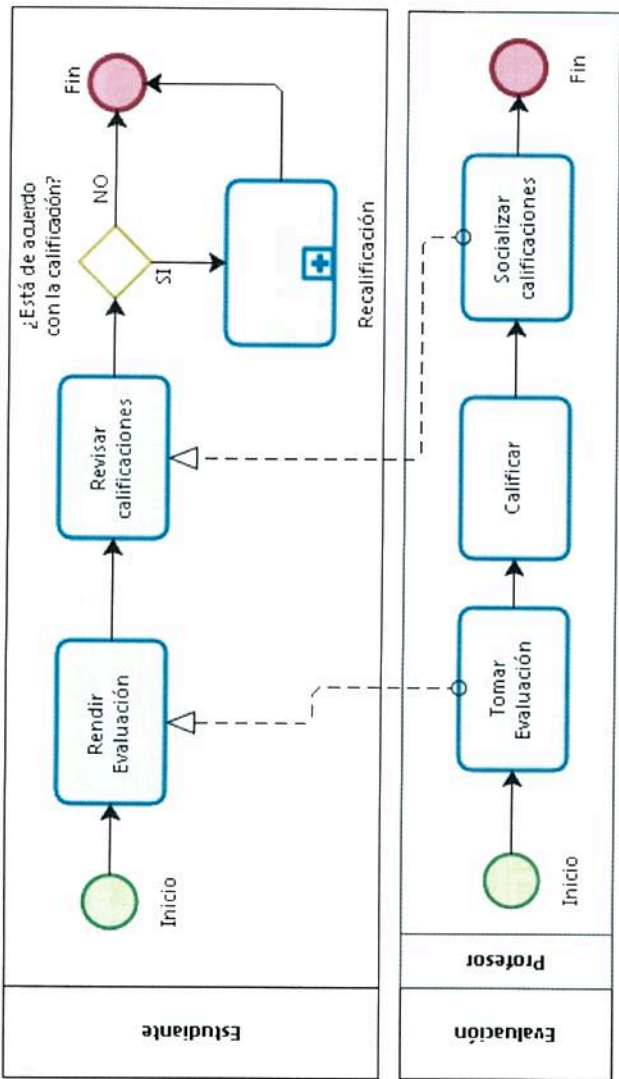 Estudiante
Inicio
Rendir
Evaluación
Revisar
calificaciones
¿Está de acuerdo
con la calificación?
NO
SI
Fin
Recalificación
Evaluación
Profesor
Inicio
Tomar
Evaluación
Calificar
Socializar
calificaciones
Fin